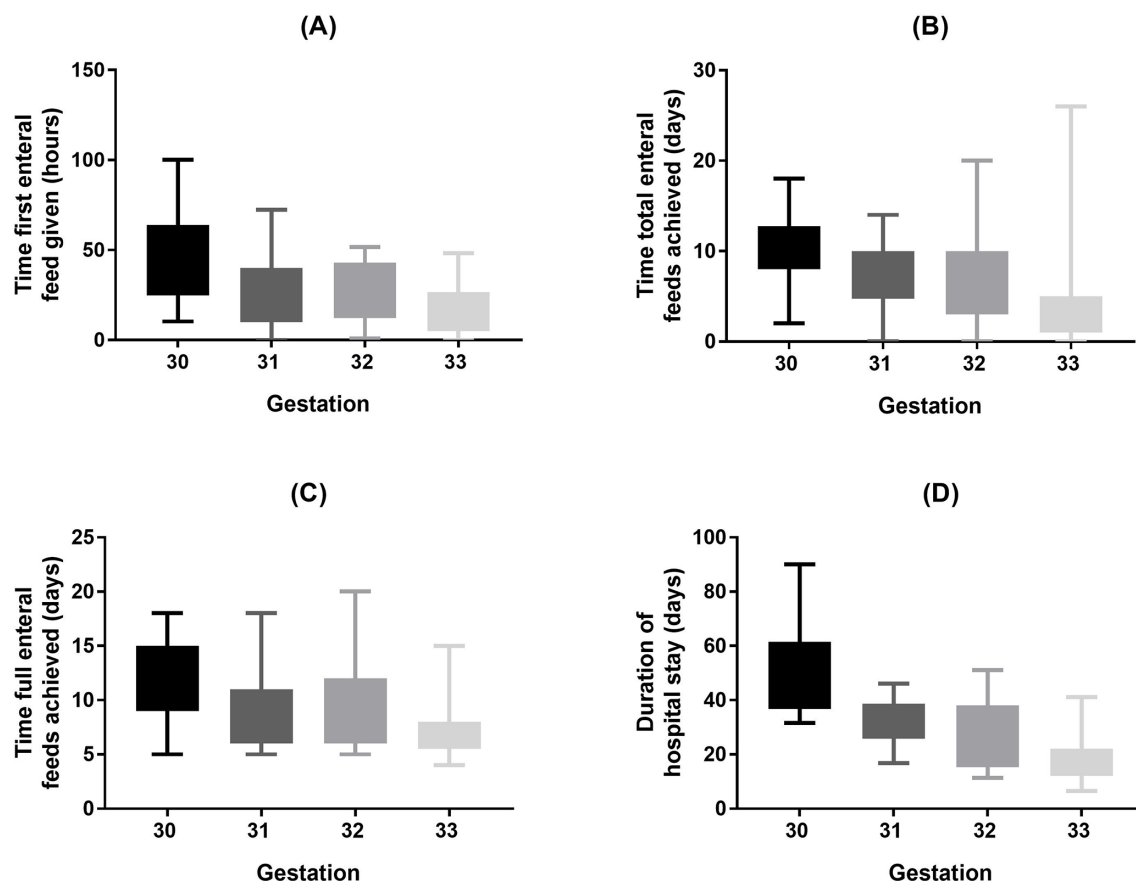 (A)
Time first enteral
feed given (hours)
150
100
50
0
30 31 32 33
Gestation
(B)
Time total enteral
feeds achieved (days)
30
20
10
0
30 31 32 33
Gestation
(C)
Time full enteral
feeds achieved (days)
25
20
15
10
5
0
30 31 32 33
Gestation
(D)
Duration of
hospital stay (days)
100
80
60
40
20
0
30 31 32 33
Gestation